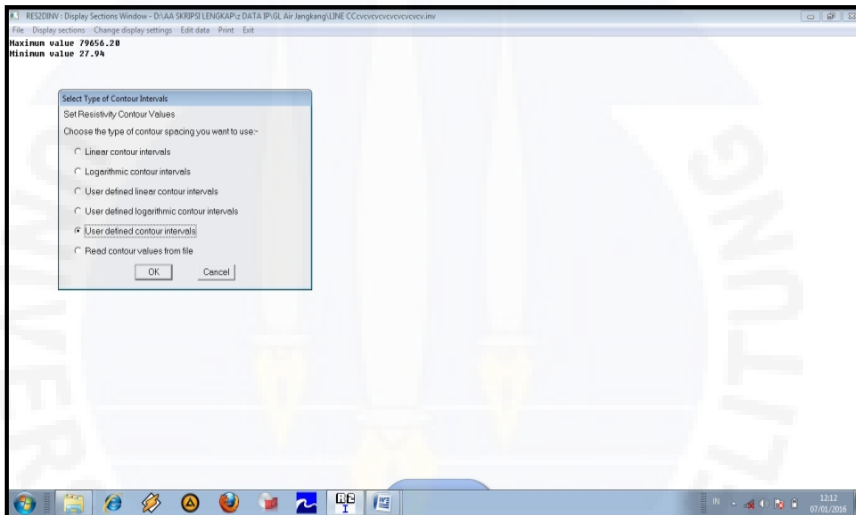 RES2DINV : Display Sections Window - D:\AA SKRIPSI LENGKAP\z DATA IP\GL Air Jangkang\LINE CCcvcvcvcvcvcvcvcv.inv
File Display sections Change display settings Edit data Print Exit
Maximum value 79656.20
Minimum value 27.94
Select Type of Contour Intervals
Set Resistivity Contour Values
Choose the type of contour spacing you want to use:-
Linear contour intervals
Logarithmic contour intervals
User defined linear contour intervals
User defined logarithmic contour intervals
User defined contour intervals
Read contour values from file
OK Cancel
IN
12:12
07/01/2016